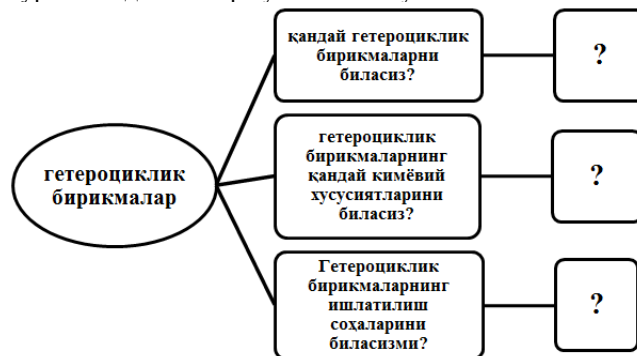 қандай гетероциклик
бирикмаларни
биласиз?
?
гетероциклик
бирикмалар
гетероциклик
бирикмаларнинг
қандай кимёвий
хусусиятларини
биласиз?
?
Гетероциклик
бирикмаларнинг
ишлатилиш
соҳаларини
биласизми?
?